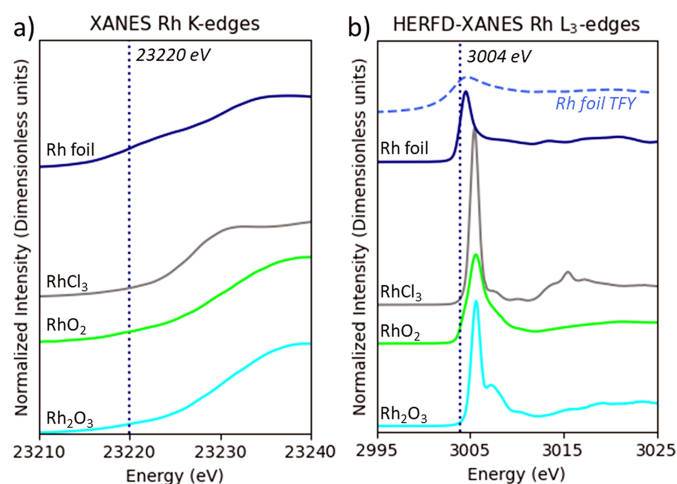 a)
XANES Rh K-edges
23220 eV
Normalized Intensity (Dimensionless units)
Rh foil
RhCl₃
RhO₂
Rh₂O₃
23210 23220 23230 23240
Energy (eV)
b)
HERFD-XANES Rh L₃-edges
3004 eV
Normalized Intensity (Dimensionless units)
Rh foil TFY
Rh foil
RhCl₃
RhO₂
Rh₂O₃
2995 3005 3015 3025
Energy (eV)